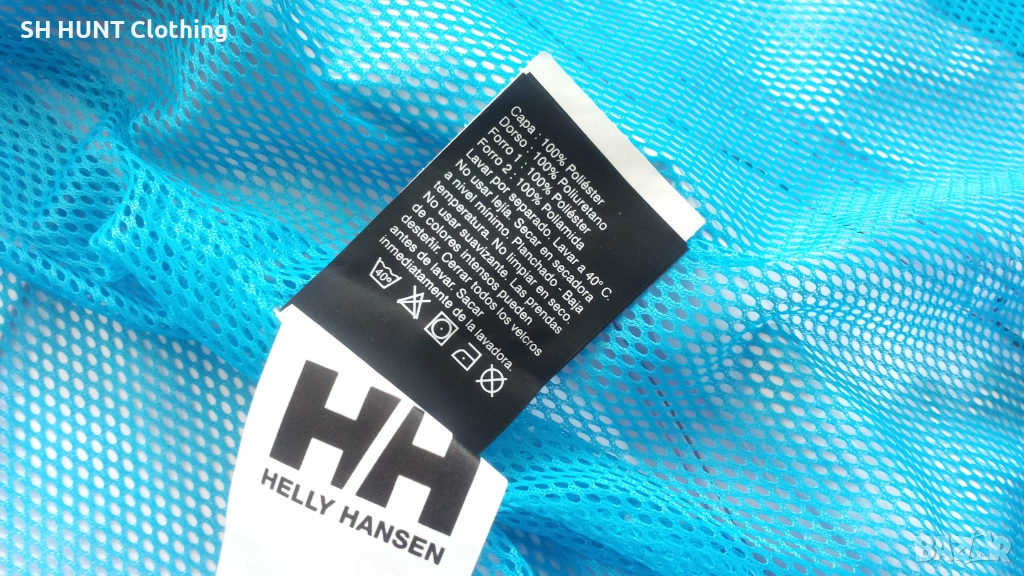 SH HUNT Clothing
Capa : 100% Poliéster
Dorso : 100% Poliuretano
Forro 1 : 100% Poliéster
Forro 2 : 100% Poliamida
Lavar por separado. Lavar a 40° C.
No usar lejia. Secar en secadora
a nivel mínimo. Planchado. Baja
temperatura. No limpiar en seco.
No usar suavizante. Las prendas
de colores intensos pueden
desteñir. Cerrar todos los velcros
antes de lavar. Sacar
inmediatamente de la lavadora.
40°
HH
HELLY HANSEN
BAZAR